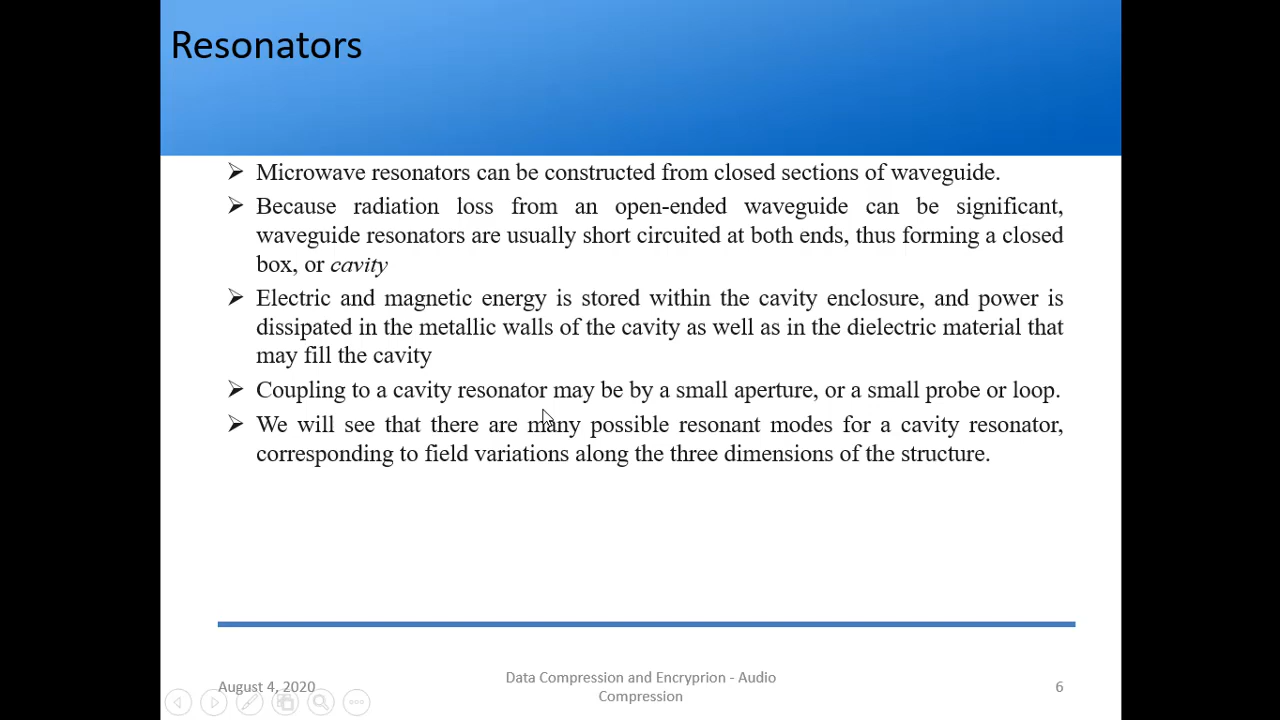 Resonators
Microwave resonators can be constructed from closed sections of waveguide.
Because radiation loss from an open-ended waveguide can be significant,
waveguide resonators are usually short circuited at both ends, thus forming a closed
box, or cavity
Electric and magnetic energy is stored within the cavity enclosure, and power is
dissipated in the metallic walls of the cavity as well as in the dielectric material that
may fill the cavity
Coupling to a cavity resonator may be by a small aperture, or a small probe or loop.
We will see that there are many possible resonant modes for a cavity resonator,
corresponding to field variations along the three dimensions of the structure.
August 4, 2020
Data Compression and Encryprion - Audio
Compression
6